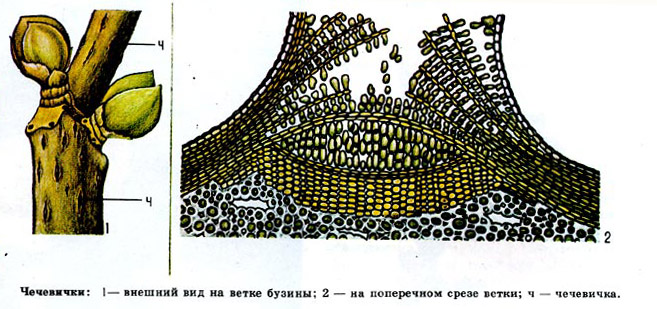 ч
ч
1
2
Чечевички: 1— внешний вид на ветке бузины; 2 — на поперечном срезе ветки; ч — чечевичка.